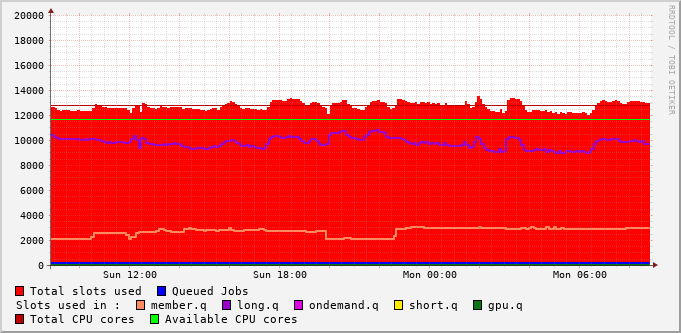 20000
18000
16000
14000
12000
10000
8000
6000
4000
2000
0
Sun 12:00 Sun 18:00 Mon 00:00 Mon 06:00
Total slots used Queued Jobs
Slots used in : member.q long.q ondemand.q short.q gpu.q
Total CPU cores Available CPU cores
RRDTOOL / TOBI OETIKER